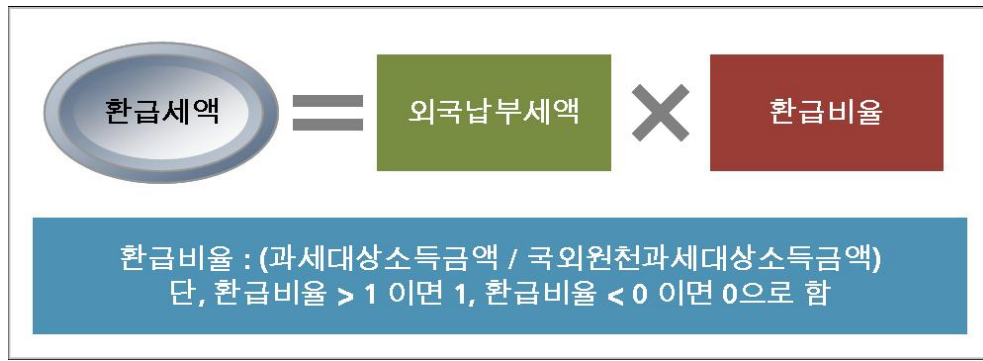 환급세액 = 외국납부세액 × 환급비율
환급비율 : (과세대상소득금액 / 국외원천과세대상소득금액)
단, 환급비율 > 1 이면 1, 환급비율 < 0 이면 0으로 함